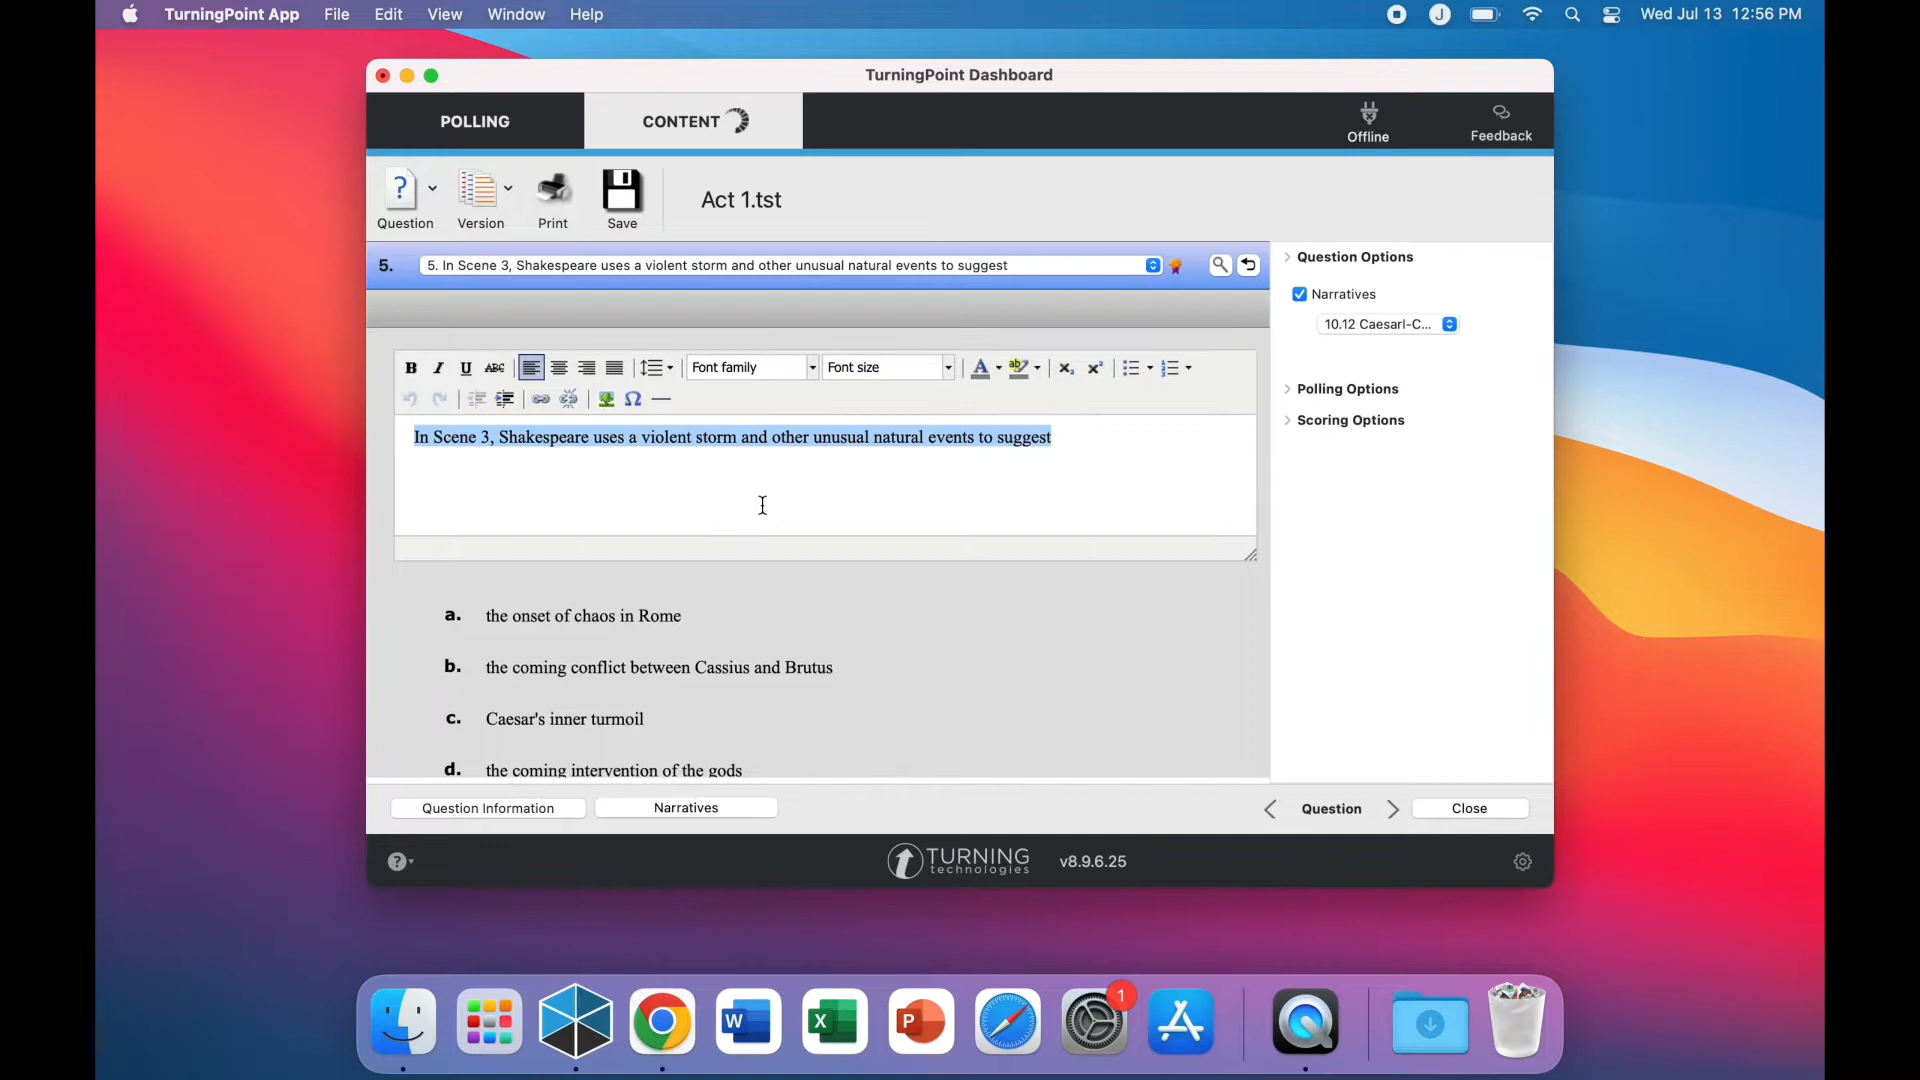 TurningPoint App File Edit View Window Help J Wed Jul 13 12:56 PM
TurningPoint Dashboard
POLLING CONTENT Offline Feedback
Question Version Print Save Act 1.tst
5. 5. In Scene 3, Shakespeare uses a violent storm and other unusual natural events to suggest
Question Options
Narratives
10.12 CaesarI-C...
Polling Options
Scoring Options
B I U ABC Font family Font size A ab x₂ x²
Ω
In Scene 3, Shakespeare uses a violent storm and other unusual natural events to suggest
a. the onset of chaos in Rome
b. the coming conflict between Cassius and Brutus
c. Caesar's inner turmoil
d. the coming intervention of the gods
Question Information Narratives Question Close
TURNING technologies v8.9.6.25
1
W X P